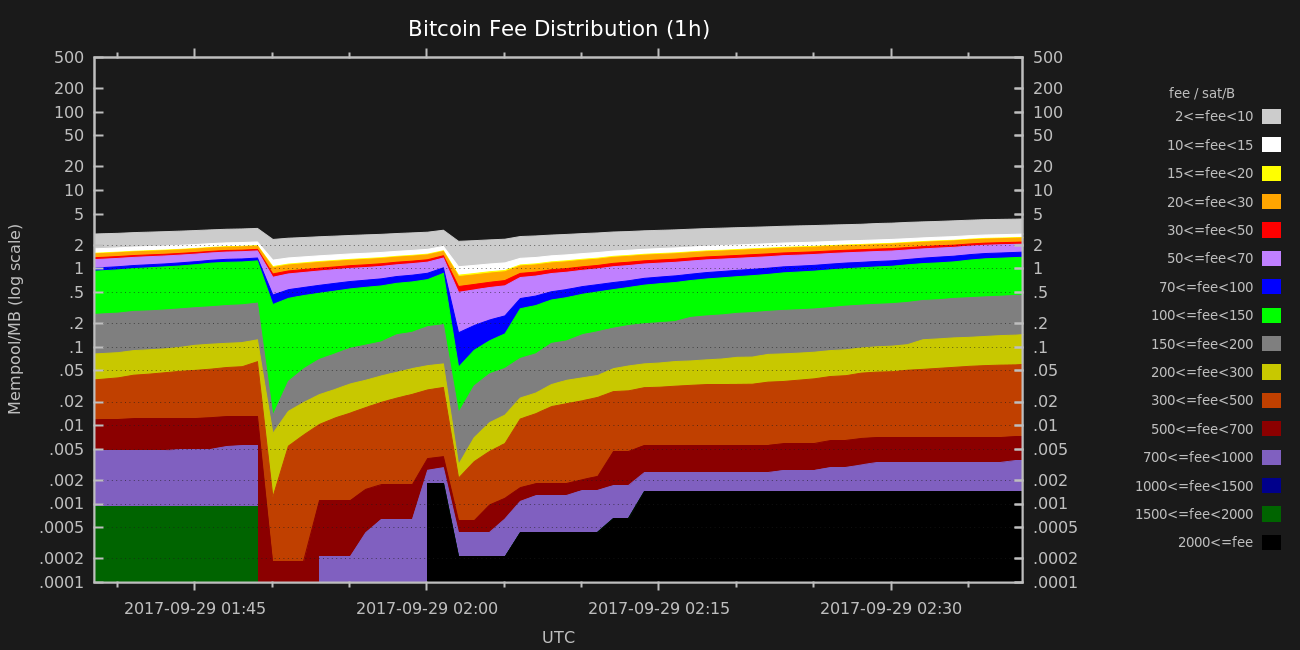 Bitcoin Fee Distribution (1h)
500 500
200 200
100 100
50 50
20 20
10 10
5 5
2 2
1 1
.5 .5
.2 .2
.1 .1
.05 .05
.02 .02
.01 .01
.005 .005
.002 .002
.001 .001
.0005 .0005
.0002 .0002
.0001 .0001
Mempool/MB (log scale)
2017-09-29 01:45 2017-09-29 02:00 2017-09-29 02:15 2017-09-29 02:30
UTC
fee / sat/B
2<=fee<10
10<=fee<15
15<=fee<20
20<=fee<30
30<=fee<50
50<=fee<70
70<=fee<100
100<=fee<150
150<=fee<200
200<=fee<300
300<=fee<500
500<=fee<700
700<=fee<1000
1000<=fee<1500
1500<=fee<2000
2000<=fee